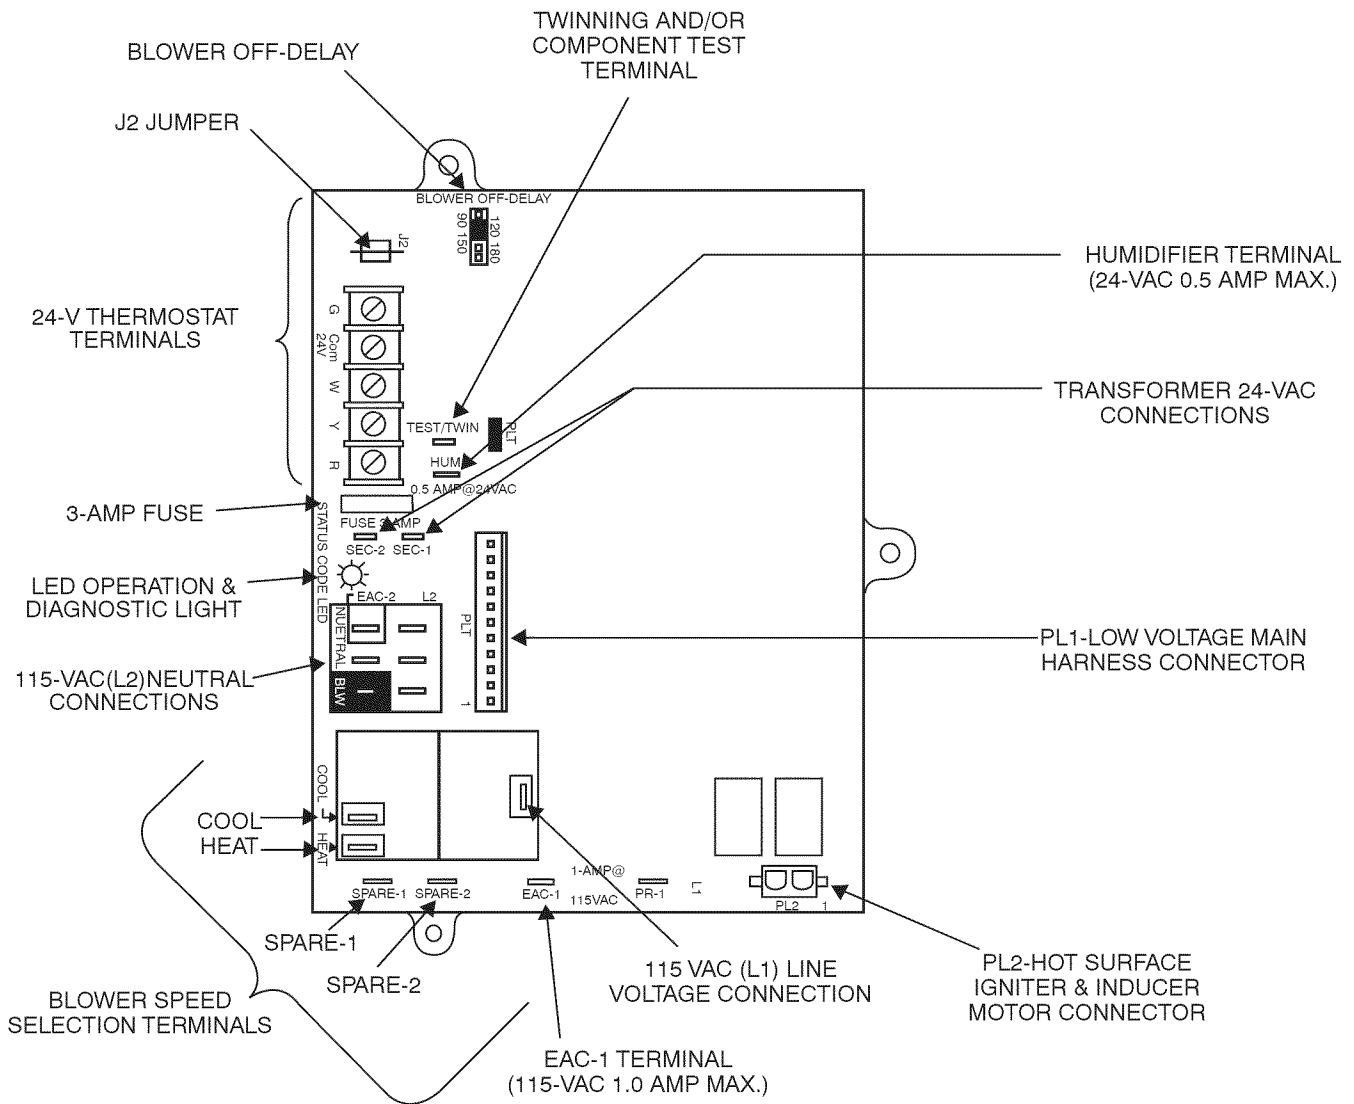 TWINNING AND/OR
COMPONENT TEST
TERMINAL
BLOWER OFF-DELAY
J2 JUMPER
BLOWER OFF-DELAY
90 150
120 180
J2
HUMIDIFIER TERMINAL
(24-VAC 0.5 AMP MAX.)
24-V THERMOSTAT
TERMINALS
G
Com
24V
W
Y
R
TRANSFORMER 24-VAC
CONNECTIONS
TEST/TWIN
PLT
HUM
0.5 AMP@24VAC
3-AMP FUSE
FUSE 3-AMP
SEC-2 SEC-1
STATUS CODE LED
LED OPERATION &
DIAGNOSTIC LIGHT
EAC-2 L2
NUETRAL
BLW
PLT
1
PL1-LOW VOLTAGE MAIN
HARNESS CONNECTOR
115-VAC(L2)NEUTRAL
CONNECTIONS
COOL
HEAT
COOL
HEAT
1-AMP@
115VAC
SPARE-1 SPARE-2 EAC-1 PR-1 L1
PL2 1
SPARE-1
SPARE-2
BLOWER SPEED
SELECTION TERMINALS
115 VAC (L1) LINE
VOLTAGE CONNECTION
PL2-HOT SURFACE
IGNITER & INDUCER
MOTOR CONNECTOR
EAC-1 TERMINAL
(115-VAC 1.0 AMP MAX.)